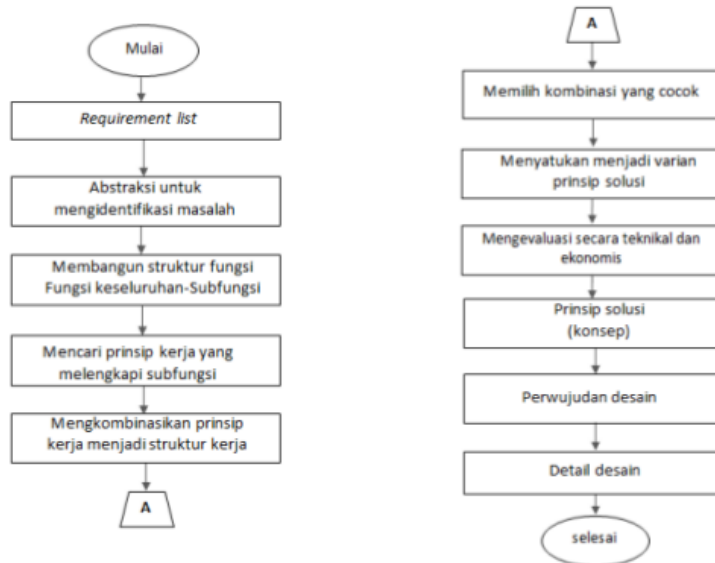 Mulai
Requirement list
Abstraksi untuk
mengidentifikasi masalah
Membangun struktur fungsi
Fungsi keseluruhan-Subfungsi
Mencari prinsip kerja yang
melengkapi subfungsi
Mengkombinasikan prinsip
kerja menjadi struktur kerja
A
A
Memilih kombinasi yang cocok
Menyatukan menjadi varian
prinsip solusi
Mengevaluasi secara teknikal dan
ekonomis
Prinsip solusi
(konsep)
Perwujudan desain
Detail desain
selesai